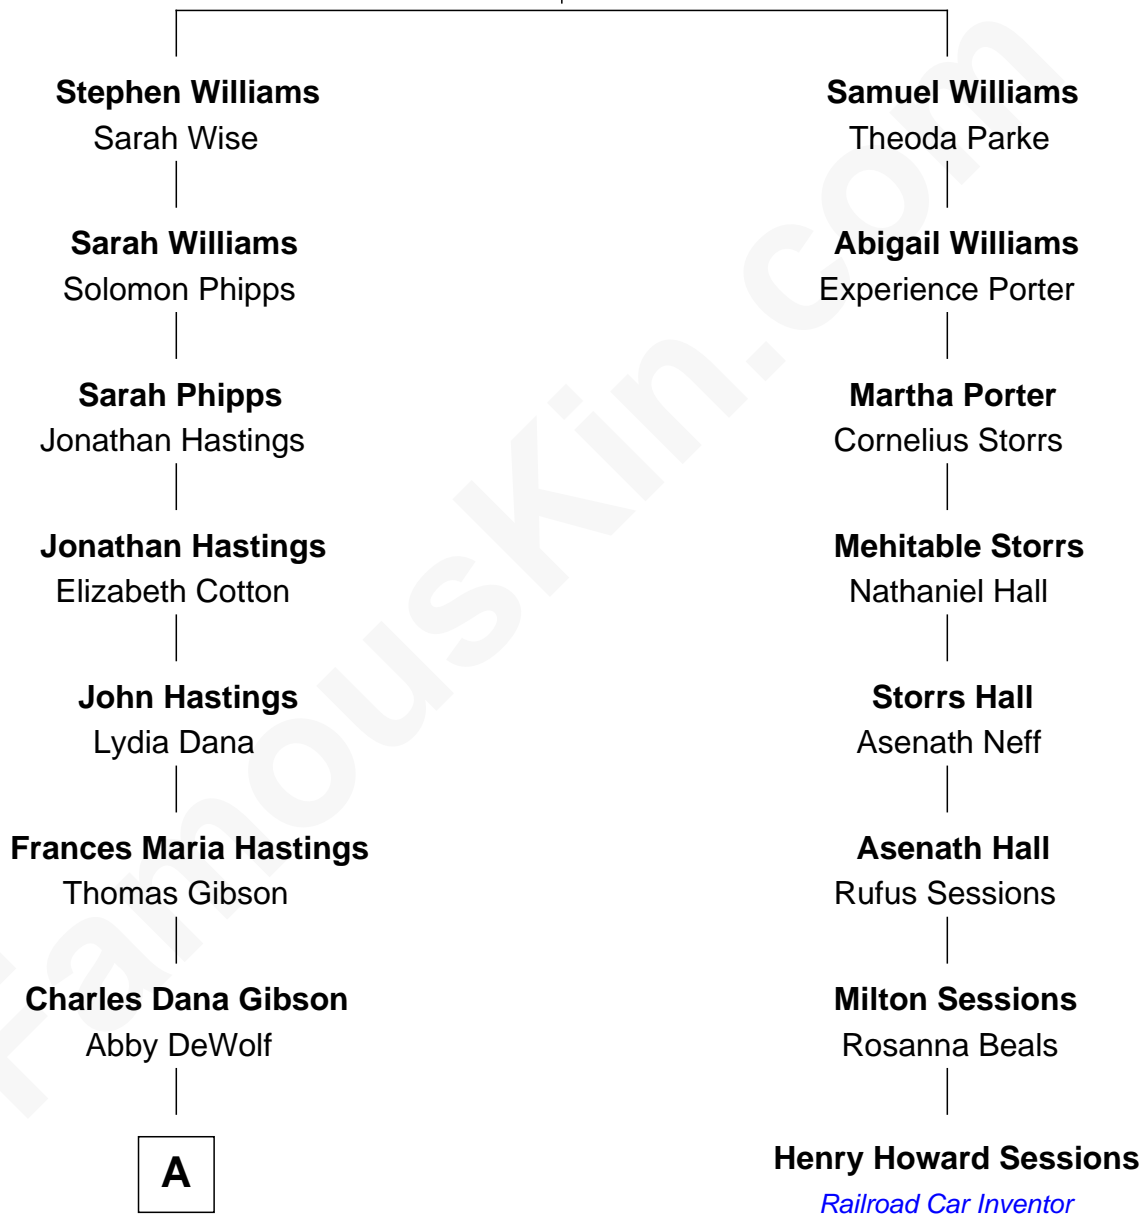 Stephen Williams
Sarah Wise
Sarah Williams
Solomon Phipps
Sarah Phipps
Jonathan Hastings
Jonathan Hastings
Elizabeth Cotton
John Hastings
Lydia Dana
Frances Maria Hastings
Thomas Gibson
Charles Dana Gibson
Abby DeWolf
A
Samuel Williams
Theoda Parke
Abigail Williams
Experience Porter
Martha Porter
Cornelius Storrs
Mehitable Storrs
Nathaniel Hall
Storrs Hall
Asenath Neff
Asenath Hall
Rufus Sessions
Milton Sessions
Rosanna Beals
Henry Howard Sessions
Railroad Car Inventor
FamousKin.com